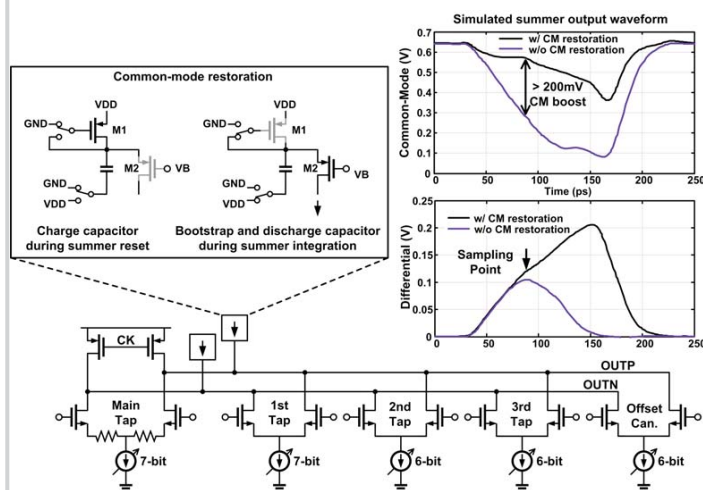 Simulated summer output waveform
0.7
0.6
0.5
0.4
0.3
0.2
0.1
0
Common-Mode (V)
w/ CM restoration
w/o CM restoration
> 200mV
CM boost
0 50 100 150 200 250
Time (ps)
0.25
0.2
0.15
0.1
0.05
0
Differential (V)
w/ CM restoration
w/o CM restoration
Sampling
Point
0 50 100 150 200 250
Common-mode restoration
VDD
GND
M1
M2
VB
GND
VDD
Charge capacitor
during summer reset
VDD
GND
M1
M2
VB
GND
VDD
Bootstrap and discharge capacitor
during summer integration
CK
OUTP
OUTN
Main
Tap
1st
Tap
2nd
Tap
3rd
Tap
Offset
Can.
7-bit
7-bit
6-bit
6-bit
6-bit